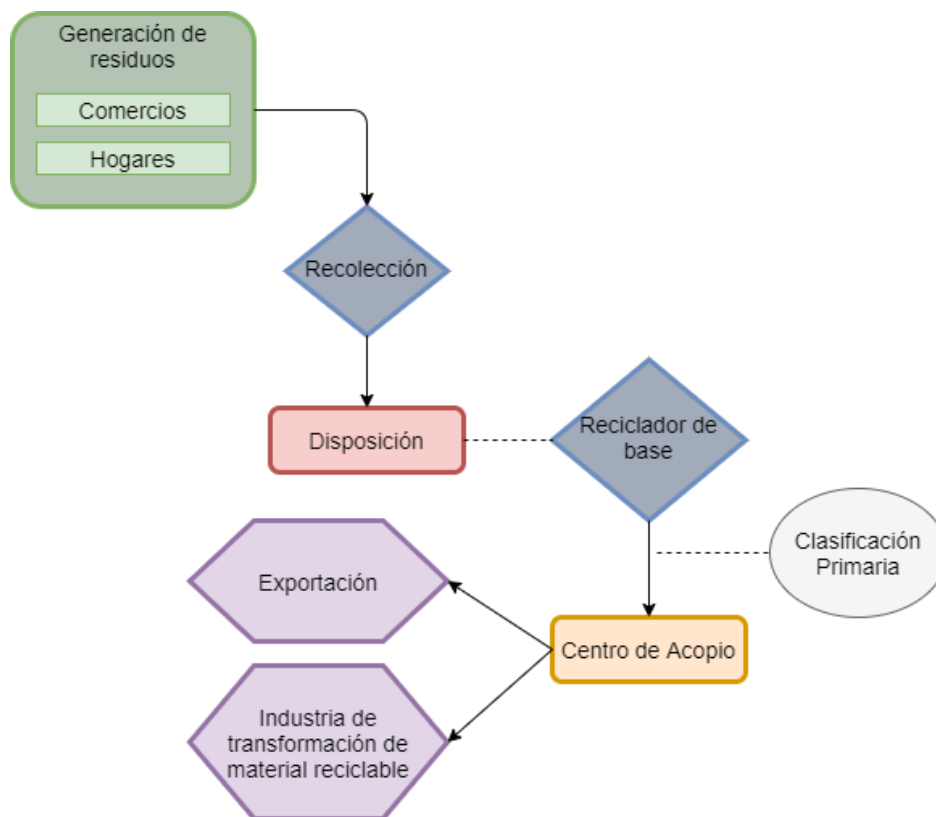 Generación de
residuos
Comercios
Hogares
Recolección
Disposición
Reciclador de
base
Clasificación
Primaria
Exportación
Centro de Acopio
Industria de
transformación de
material reciclable